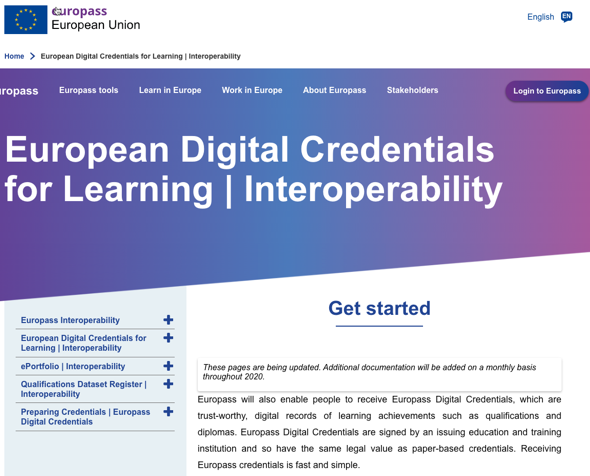 europass
European Union
English EN
Home European Digital Credentials for Learning | Interoperability
Europass tools Learn in Europe Work in Europe About Europass Stakeholders Login to Europass
European Digital Credentials
for Learning | Interoperability
Europass Interoperability
European Digital Credentials for
Learning | Interoperability
ePortfolio | Interoperability
Qualifications Dataset Register |
Interoperability
Preparing Credentials | Europass
Digital Credentials
Get started
These pages are being updated. Additional documentation will be added on a monthly basis
throughout 2020.
Europass will also enable people to receive Europass Digital Credentials, which are
trust-worthy, digital records of learning achievements such as qualifications and
diplomas. Europass Digital Credentials are signed by an issuing education and training
institution and so have the same legal value as paper-based credentials. Receiving
Europass credentials is fast and simple.